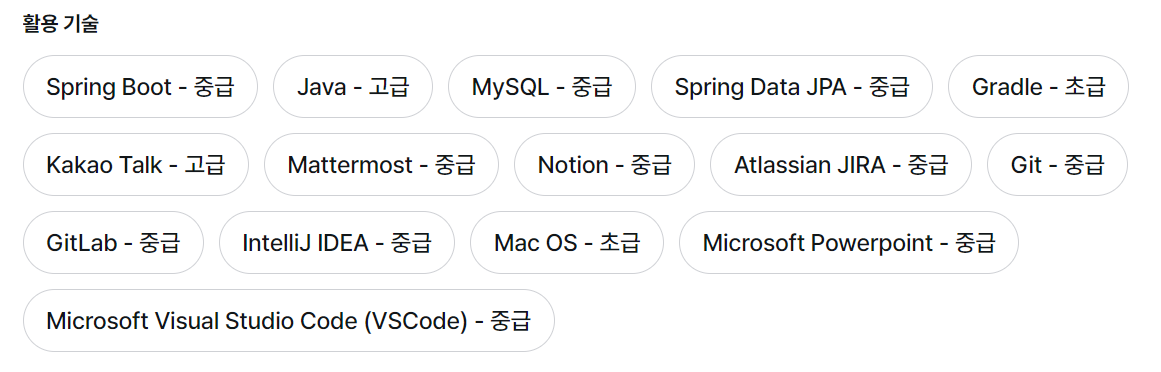 활용 기술
Spring Boot - 중급 Java - 고급 MySQL - 중급 Spring Data JPA - 중급 Gradle - 초급
Kakao Talk - 고급 Mattermost - 중급 Notion - 중급 Atlassian JIRA - 중급 Git - 중급
GitLab - 중급 IntelliJ IDEA - 중급 Mac OS - 초급 Microsoft Powerpoint - 중급
Microsoft Visual Studio Code (VSCode) - 중급